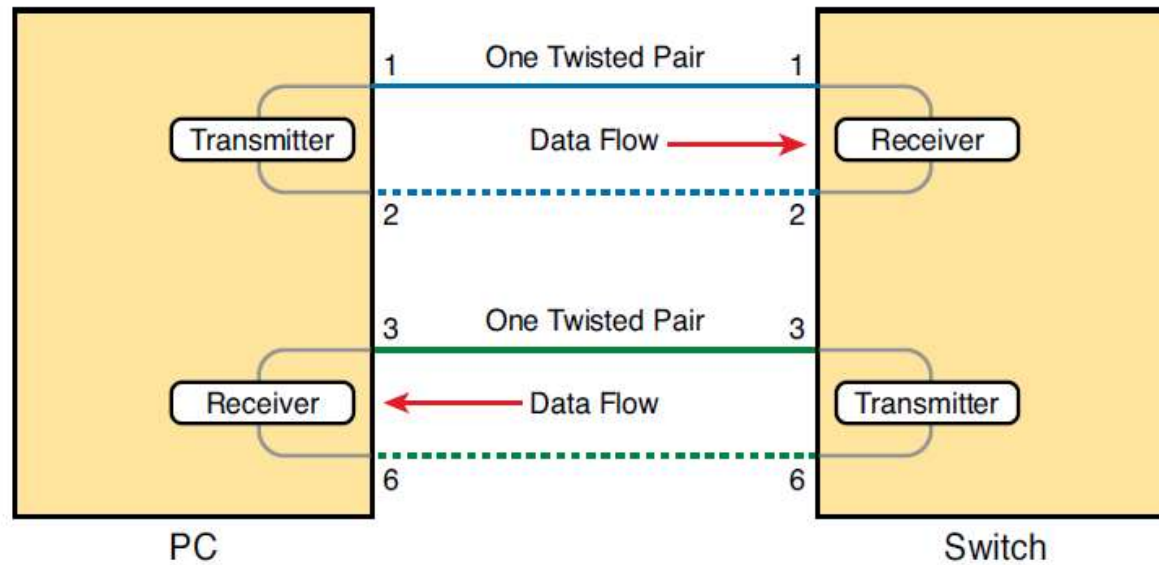 1 One Twisted Pair 1
Transmitter Data Flow Receiver
2 2
3 One Twisted Pair 3
Receiver Data Flow Transmitter
6 6
PC Switch